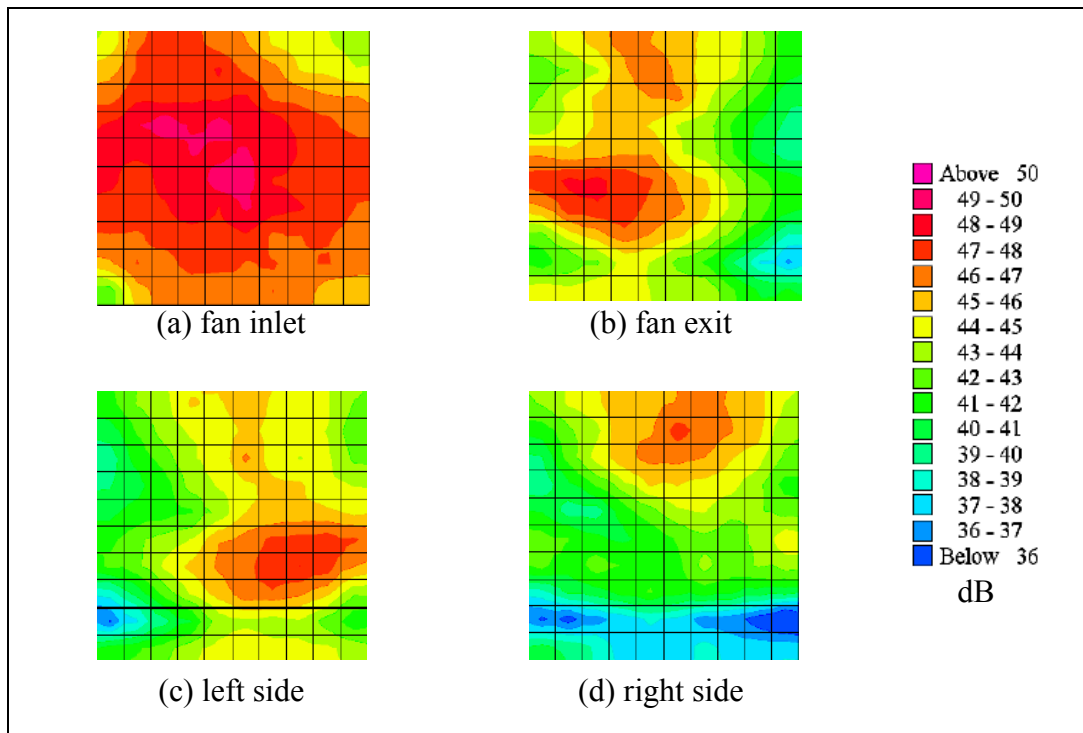 (a) fan inlet
(b) fan exit
(c) left side
(d) right side
Above 50
49 - 50
48 - 49
47 - 48
46 - 47
45 - 46
44 - 45
43 - 44
42 - 43
41 - 42
40 - 41
39 - 40
38 - 39
37 - 38
36 - 37
Below 36
dB